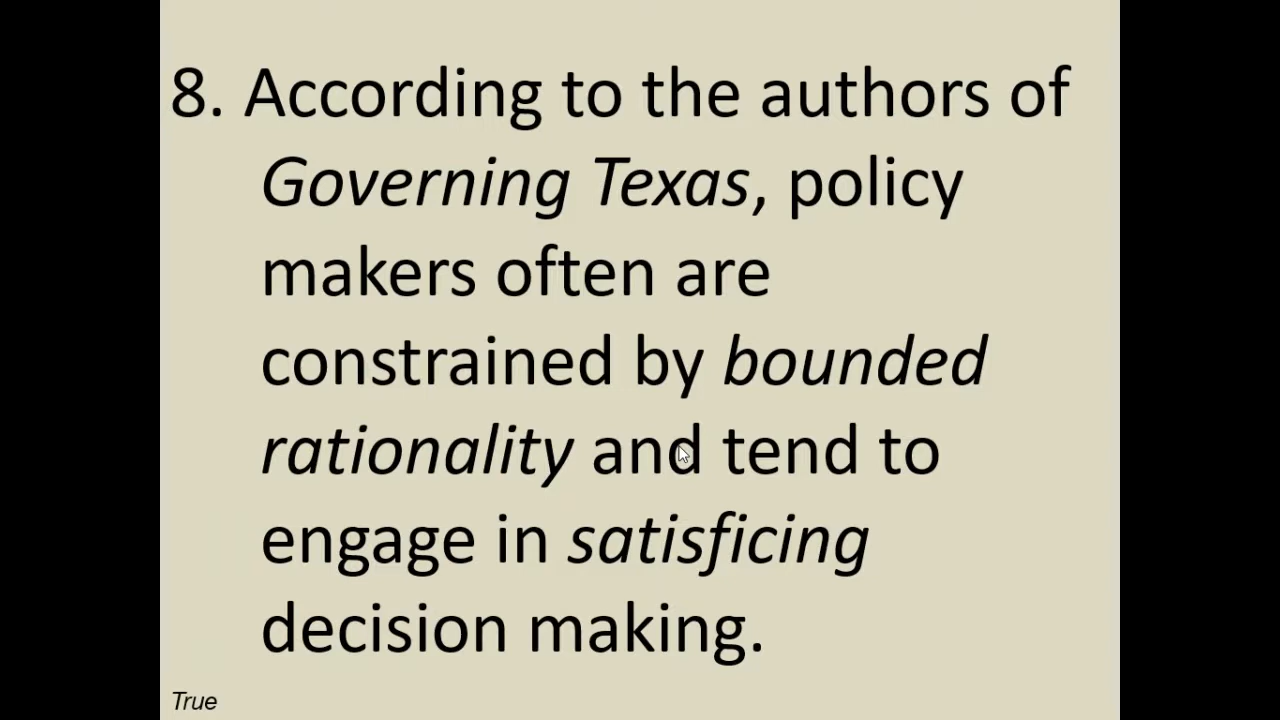 8. According to the authors of
Governing Texas, policy
makers often are
constrained by bounded
rationality and tend to
engage in satisficing
decision making.
True